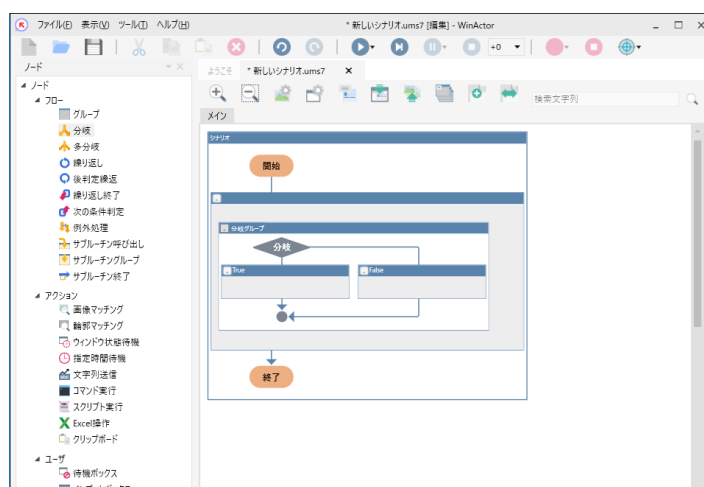 ファイル(F) 表示(V) ツール(T) ヘルプ(H)
* 新しいシナリオ.ums7 [編集] - WinActor
+0
ノード
ようこそ
* 新しいシナリオ.ums7
ノード
フロー
グループ
分岐
多分岐
繰り返し
後判定繰返
繰り返し終了
次の条件判定
例外処理
サブルーチン呼び出し
サブルーチングループ
サブルーチン終了
アクション
画像マッチング
輪郭マッチング
ウィンドウ状態待機
指定時間待機
文字列送信
コマンド実行
スクリプト実行
Excel操作
クリップボード
ユーザ
待機ボックス
検索文字列
メイン
シナリオ
開始
分岐グループ
分岐
True
False
終了